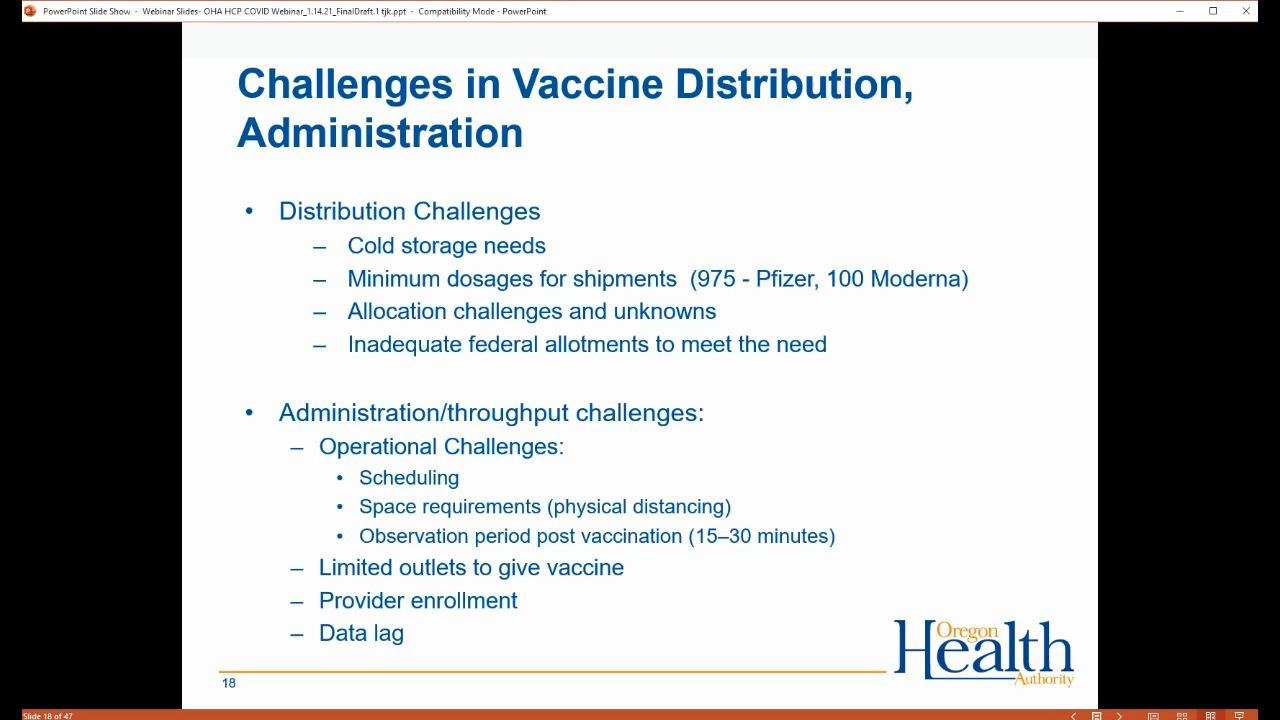 PowerPoint Slide Show - Webinar Slides- OHA HCP COVID Webinar_1.14.21_FinalDraft.1 tjk.ppt - Compatibility Mode - PowerPoint
Challenges in Vaccine Distribution,
Administration
• Distribution Challenges
– Cold storage needs
– Minimum dosages for shipments (975 - Pfizer, 100 Moderna)
– Allocation challenges and unknowns
– Inadequate federal allotments to meet the need
• Administration/throughput challenges:
– Operational Challenges:
• Scheduling
• Space requirements (physical distancing)
• Observation period post vaccination (15–30 minutes)
– Limited outlets to give vaccine
– Provider enrollment
– Data lag
Oregon
Health
Authority
18
Slide 18 of 47